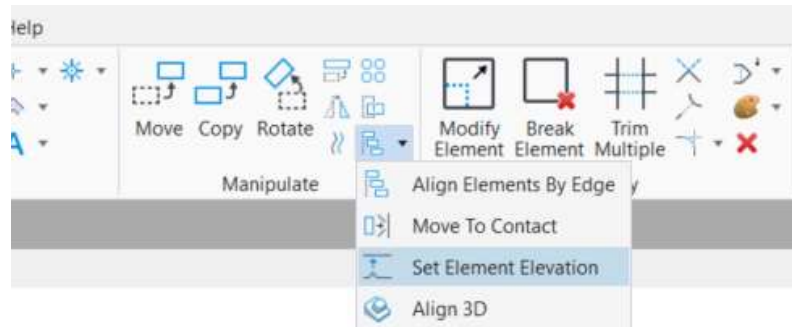 Help
Move Copy Rotate
Modify Element
Break Element
Trim Multiple
Manipulate
Align Elements By Edge
Move To Contact
Set Element Elevation
Align 3D